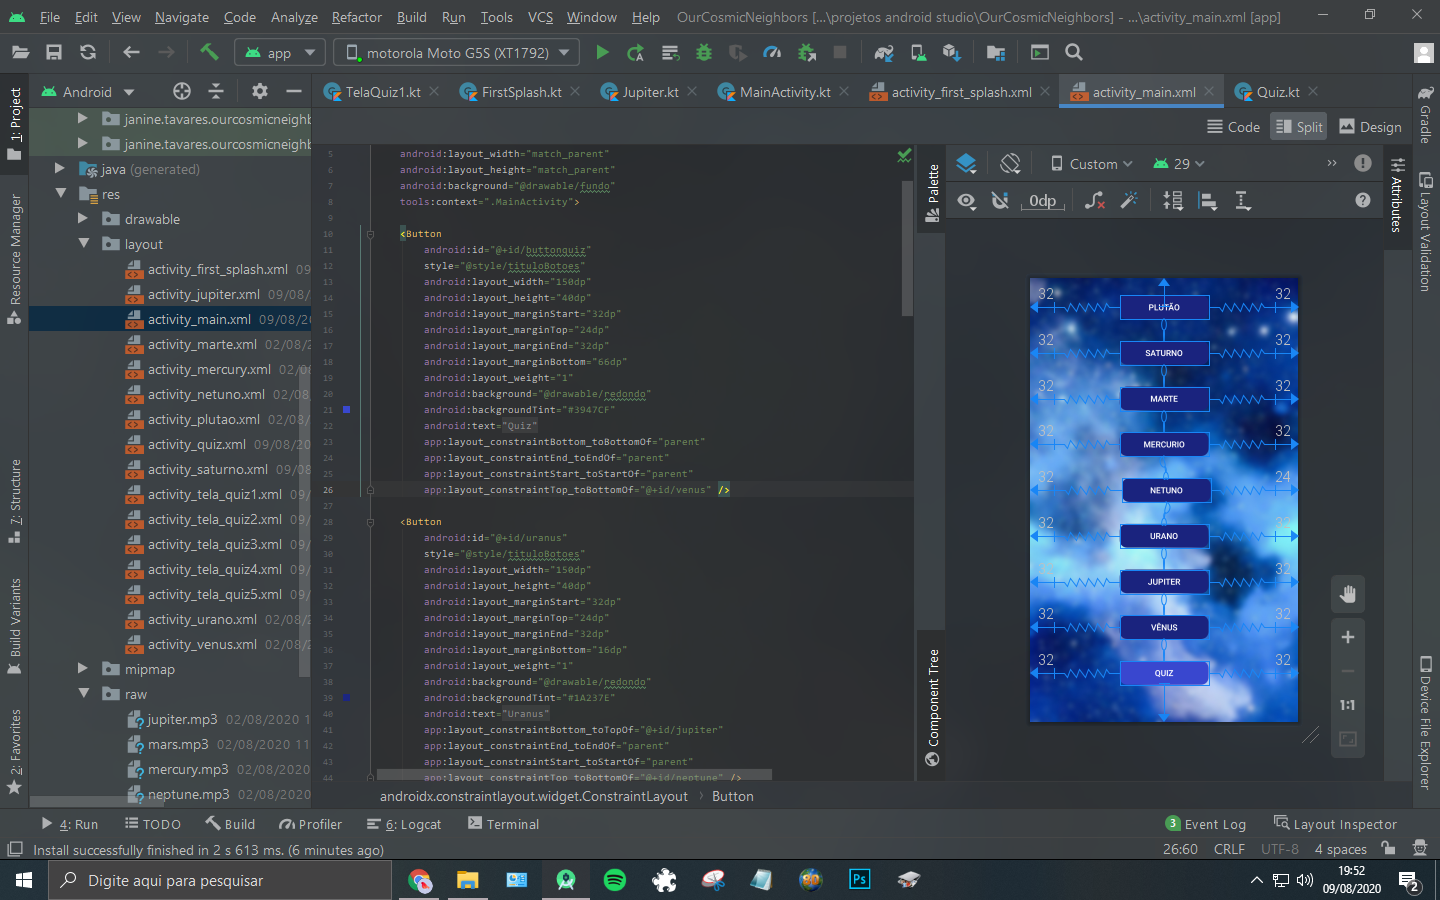 File Edit View Navigate Code Analyze Refactor Build Run Tools VCS Window Help OurCosmicNeighbors [...\projetos android studio\OurCosmicNeighbors] - ...\activity_main.xml [app]
app motorola Moto G5S (XT1792)
Android TelaQuiz1.kt FirstSplash.kt Jupiter.kt MainActivity.kt activity_first_splash.xml activity_main.xml Quiz.kt
Code Split Design
1: Project
Resource Manager
7: Structure
Build Variants
2: Favorites
janine.tavares.ourcosmicneighb
janine.tavares.ourcosmicneighb
java (generated)
res
drawable
layout
activity_first_splash.xml 09
activity_jupiter.xml 09/08/
activity_main.xml 09/08/2
activity_marte.xml 02/08/
activity_mercury.xml 02/0
activity_netuno.xml 02/08
activity_plutao.xml 02/08/
activity_quiz.xml 09/08/20
activity_saturno.xml 02/08
activity_tela_quiz1.xml 09/
activity_tela_quiz2.xml 09/
activity_tela_quiz3.xml 09/
activity_tela_quiz4.xml 09/
activity_tela_quiz5.xml 09/
activity_urano.xml 02/08/
activity_venus.xml 02/08/2
mipmap
raw
jupiter.mp3 02/08/2020 1
mars.mp3 02/08/2020 11
mercury.mp3 02/08/2020
neptune.mp3 02/08/2020
5 android:layout_width="match_parent"
6 android:layout_height="match_parent"
7 android:background="@drawable/fundo"
8 tools:context=".MainActivity">
9
10 <Button
11 android:id="@+id/buttonquiz"
12 style="@style/tituloBotoes"
13 android:layout_width="150dp"
14 android:layout_height="40dp"
15 android:layout_marginStart="32dp"
16 android:layout_marginTop="24dp"
17 android:layout_marginEnd="32dp"
18 android:layout_marginBottom="66dp"
19 android:layout_weight="1"
20 android:background="@drawable/redondo"
21 android:backgroundTint="#3947CF"
22 android:text="Quiz"
23 app:layout_constraintBottom_toBottomOf="parent"
24 app:layout_constraintEnd_toEndOf="parent"
25 app:layout_constraintStart_toStartOf="parent"
26 app:layout_constraintTop_toBottomOf="@+id/venus" />
27
28 <Button
29 android:id="@+id/uranus"
30 style="@style/tituloBotoes"
31 android:layout_width="150dp"
32 android:layout_height="40dp"
33 android:layout_marginStart="32dp"
34 android:layout_marginTop="24dp"
35 android:layout_marginEnd="32dp"
36 android:layout_marginBottom="16dp"
37 android:layout_weight="1"
38 android:background="@drawable/redondo"
39 android:backgroundTint="#1A237E"
40 android:text="Uranus"
41 app:layout_constraintBottom_toTopOf="@+id/jupiter"
42 app:layout_constraintEnd_toEndOf="parent"
43 app:layout_constraintStart_toStartOf="parent"
44 app:layout_constraintTop_toBottomOf="@+id/neptune" />
androidx.constraintlayout.widget.ConstraintLayout Button
Palette
Component Tree
Custom 29
0dp
32 PLUTÃO 32
32 SATURNO 32
32 MARTE 32
32 MERCURIO 32
32 NETUNO 24
32 URANO 32
JUPITER 32
32 VÊNUS 32
32 QUIZ 32
1:1
Attributes
Gradle
Layout Validation
Device File Explorer
4: Run TODO Build Profiler 6: Logcat Terminal 3 Event Log Layout Inspector
Install successfully finished in 2 s 613 ms. (6 minutes ago) 26:60 CRLF UTF-8 4 spaces
Digite aqui para pesquisar Ps 19:52
09/08/2020 2